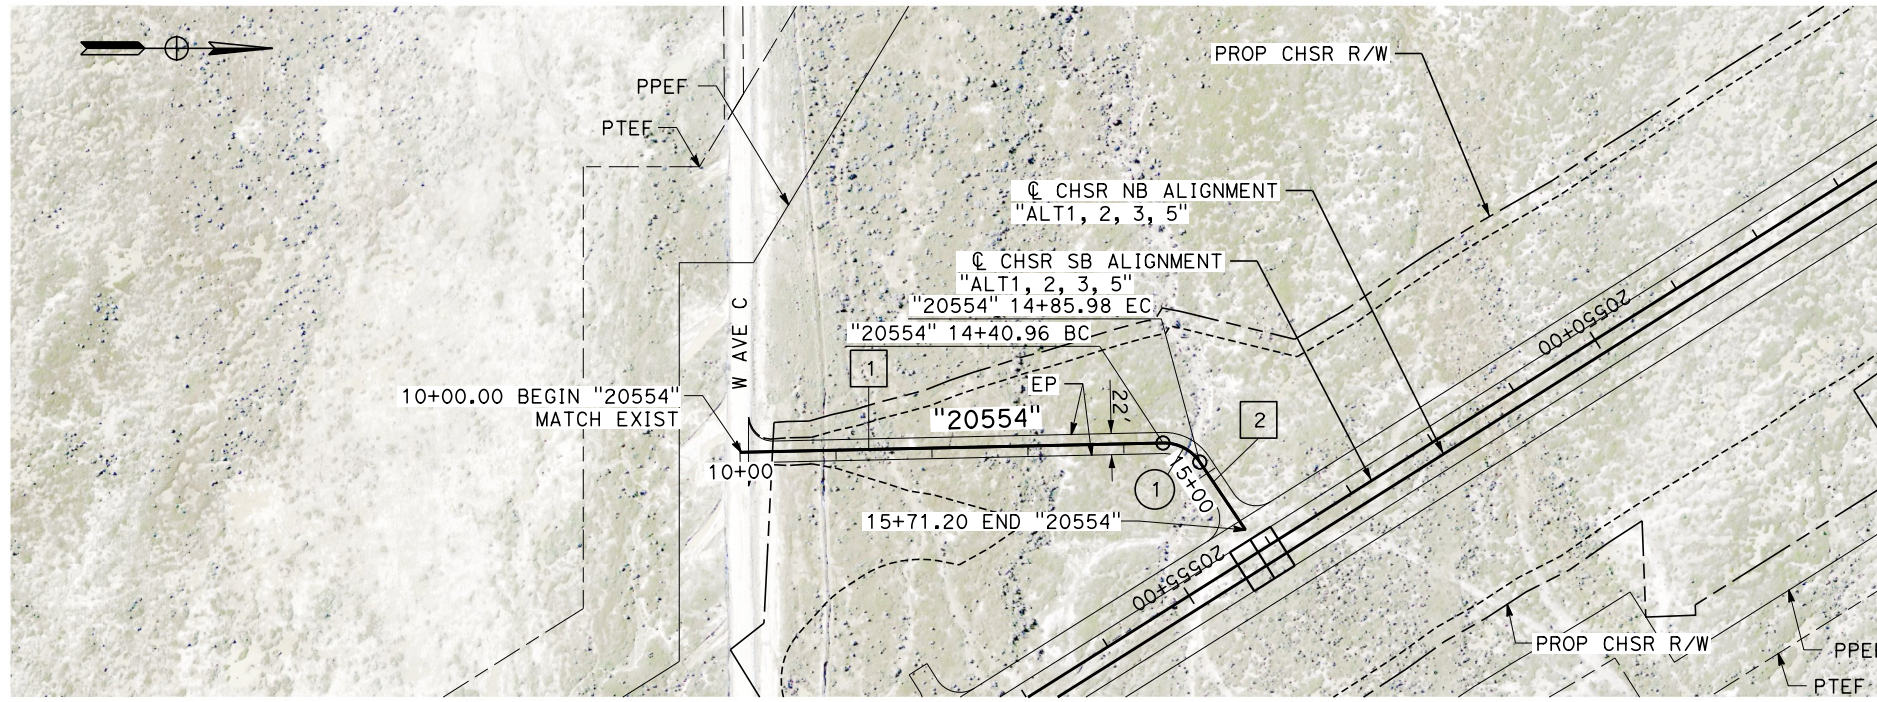 PROP CHSR R/W
PPEF
PTEF
℄ CHSR NB ALIGNMENT
"ALT1, 2, 3, 5"
℄ CHSR SB ALIGNMENT
"ALT1, 2, 3, 5"
"20554" 14+85.98 EC
"20554" 14+40.96 BC
20550+00
W AVE C
1
EP
22'
10+00.00 BEGIN "20554"
MATCH EXIST
"20554"
2
10+00
1
15+00
15+71.20 END "20554"
20555+00
PROP CHSR R/W
PPEF
PTEF